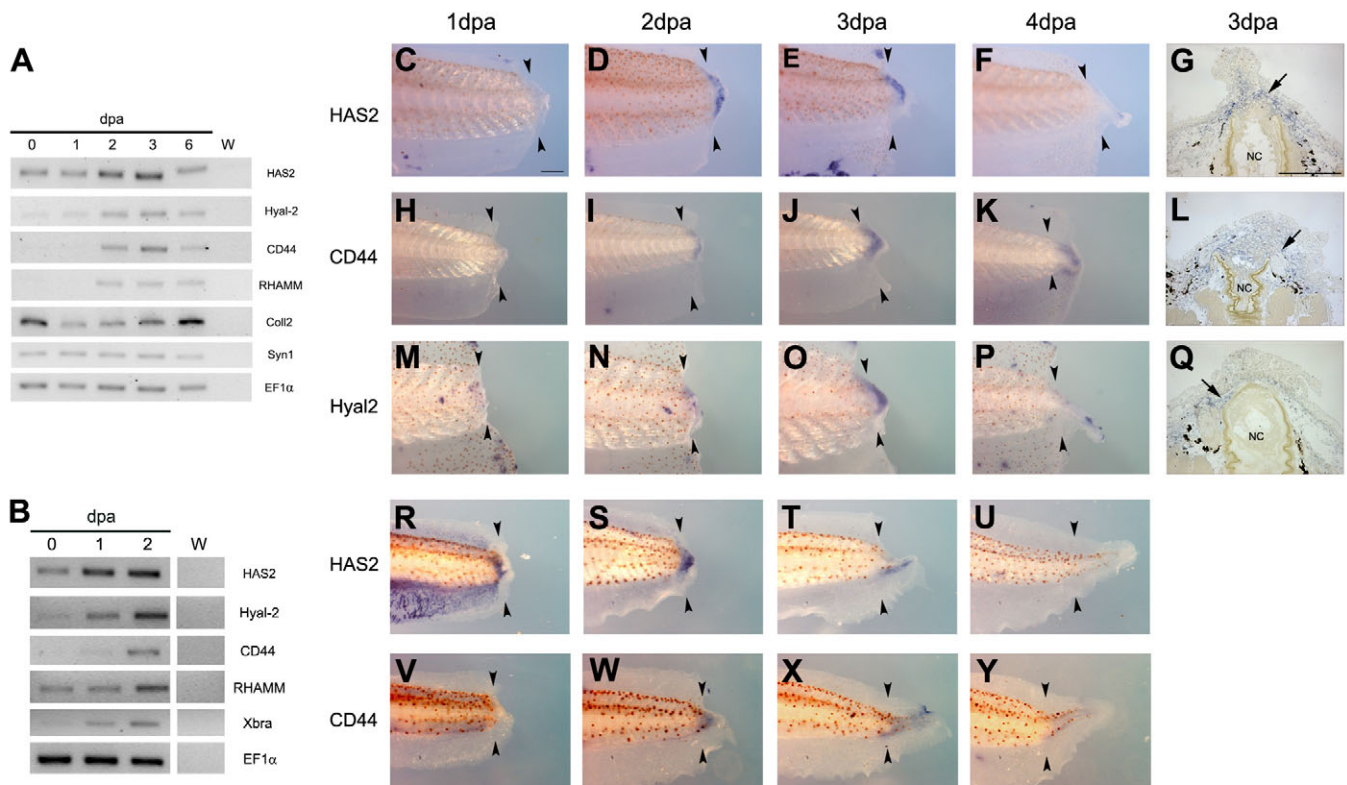 1dpa 2dpa 3dpa 4dpa 3dpa
A
dpa
0 1 2 3 6 W
HAS2
Hyal-2
CD44
RHAMM
Coll2
Syn1
EF1α
B
dpa
0 1 2 W
HAS2
Hyal-2
CD44
RHAMM
Xbra
EF1α
HAS2
C D E F G
NC
CD44
H I J K L
NC
Hyal2
M N O P Q
NC
HAS2
R S T U
CD44
V W X Y